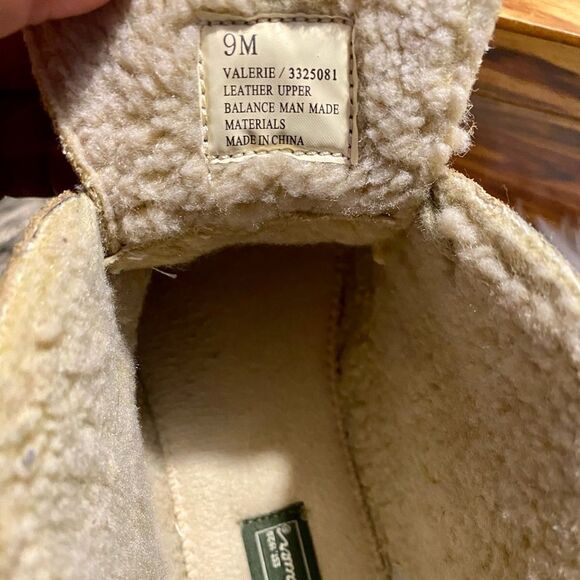 9M
VALERIE / 3325081
LEATHER UPPER
BALANCE MAN MADE
MATERIALS
MADE IN CHINA